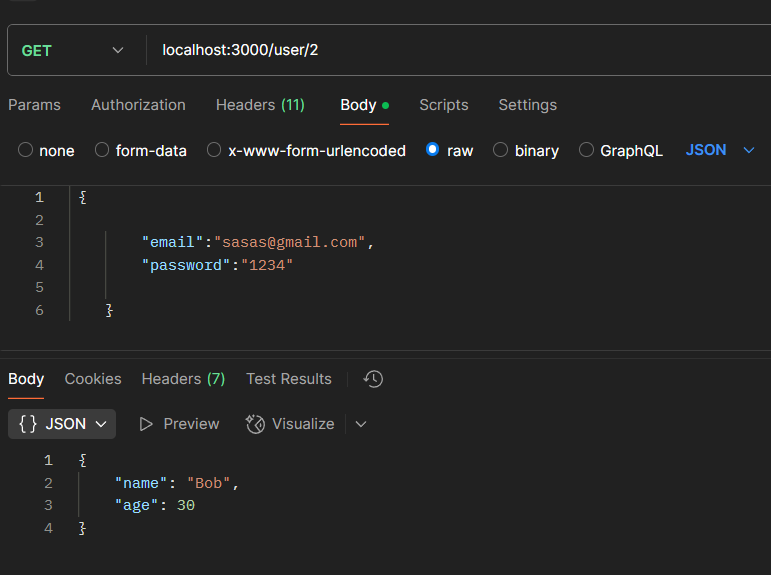 GET localhost:3000/user/2
Params Authorization Headers (11) Body Scripts Settings
none form-data x-www-form-urlencoded raw binary GraphQL JSON
1 {
2
3 "email":"sasas@gmail.com",
4 "password":"1234"
5
6 }
Body Cookies Headers (7) Test Results
{} JSON Preview Visualize
1 {
2 "name": "Bob",
3 "age": 30
4 }